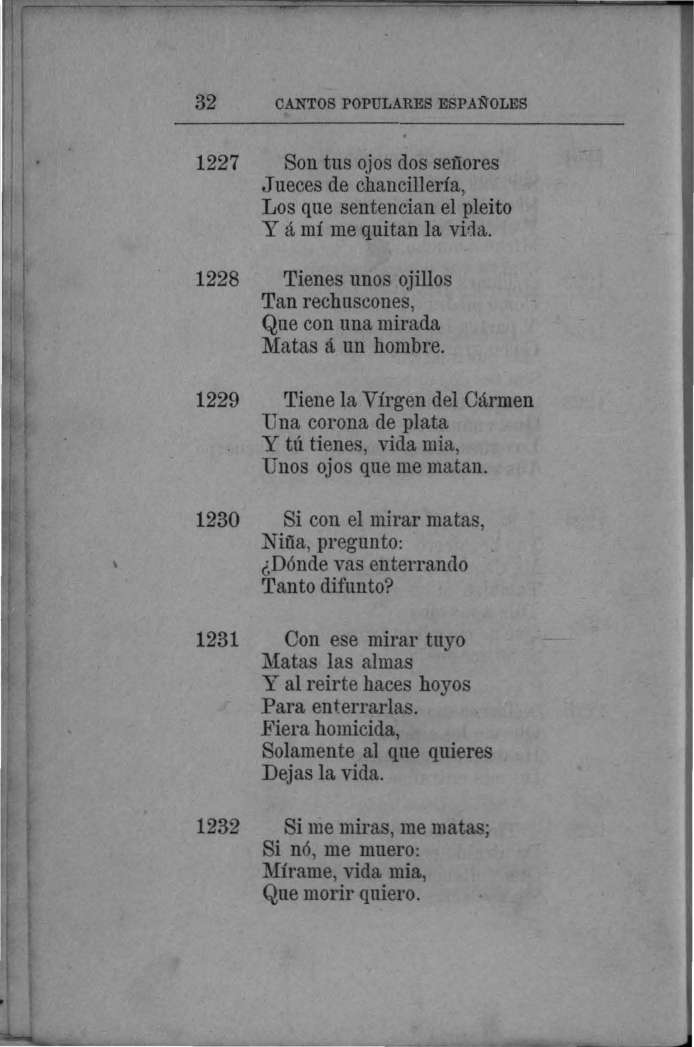 32 CANTOS POPULARES ESPAÑOLES
1227 Son tus ojos dos señores
Jueces de chancillería,
Los que sentencian el pleito
Y á mí me quitan la vida.
1228 Tienes unos ojillos
Tan rechuscones,
Que con una mirada
Matas á un hombre.
1229 Tiene la Vírgen del Cármen
Una corona de plata
Y tú tienes, vida mia,
Unos ojos que me matan.
1230 Si con el mirar matas,
Niña, pregunto:
¿Dónde vas enterrando
Tanto difunto?
1231 Con ese mirar tuyo
Matas las almas
Y al reirte haces hoyos
Para enterrarlas.
Fiera homicida,
Solamente al que quieres
Dejas la vida.
1232 Si me miras, me matas;
Si nó, me muero:
Mírame, vida mia,
Que morir quiero.